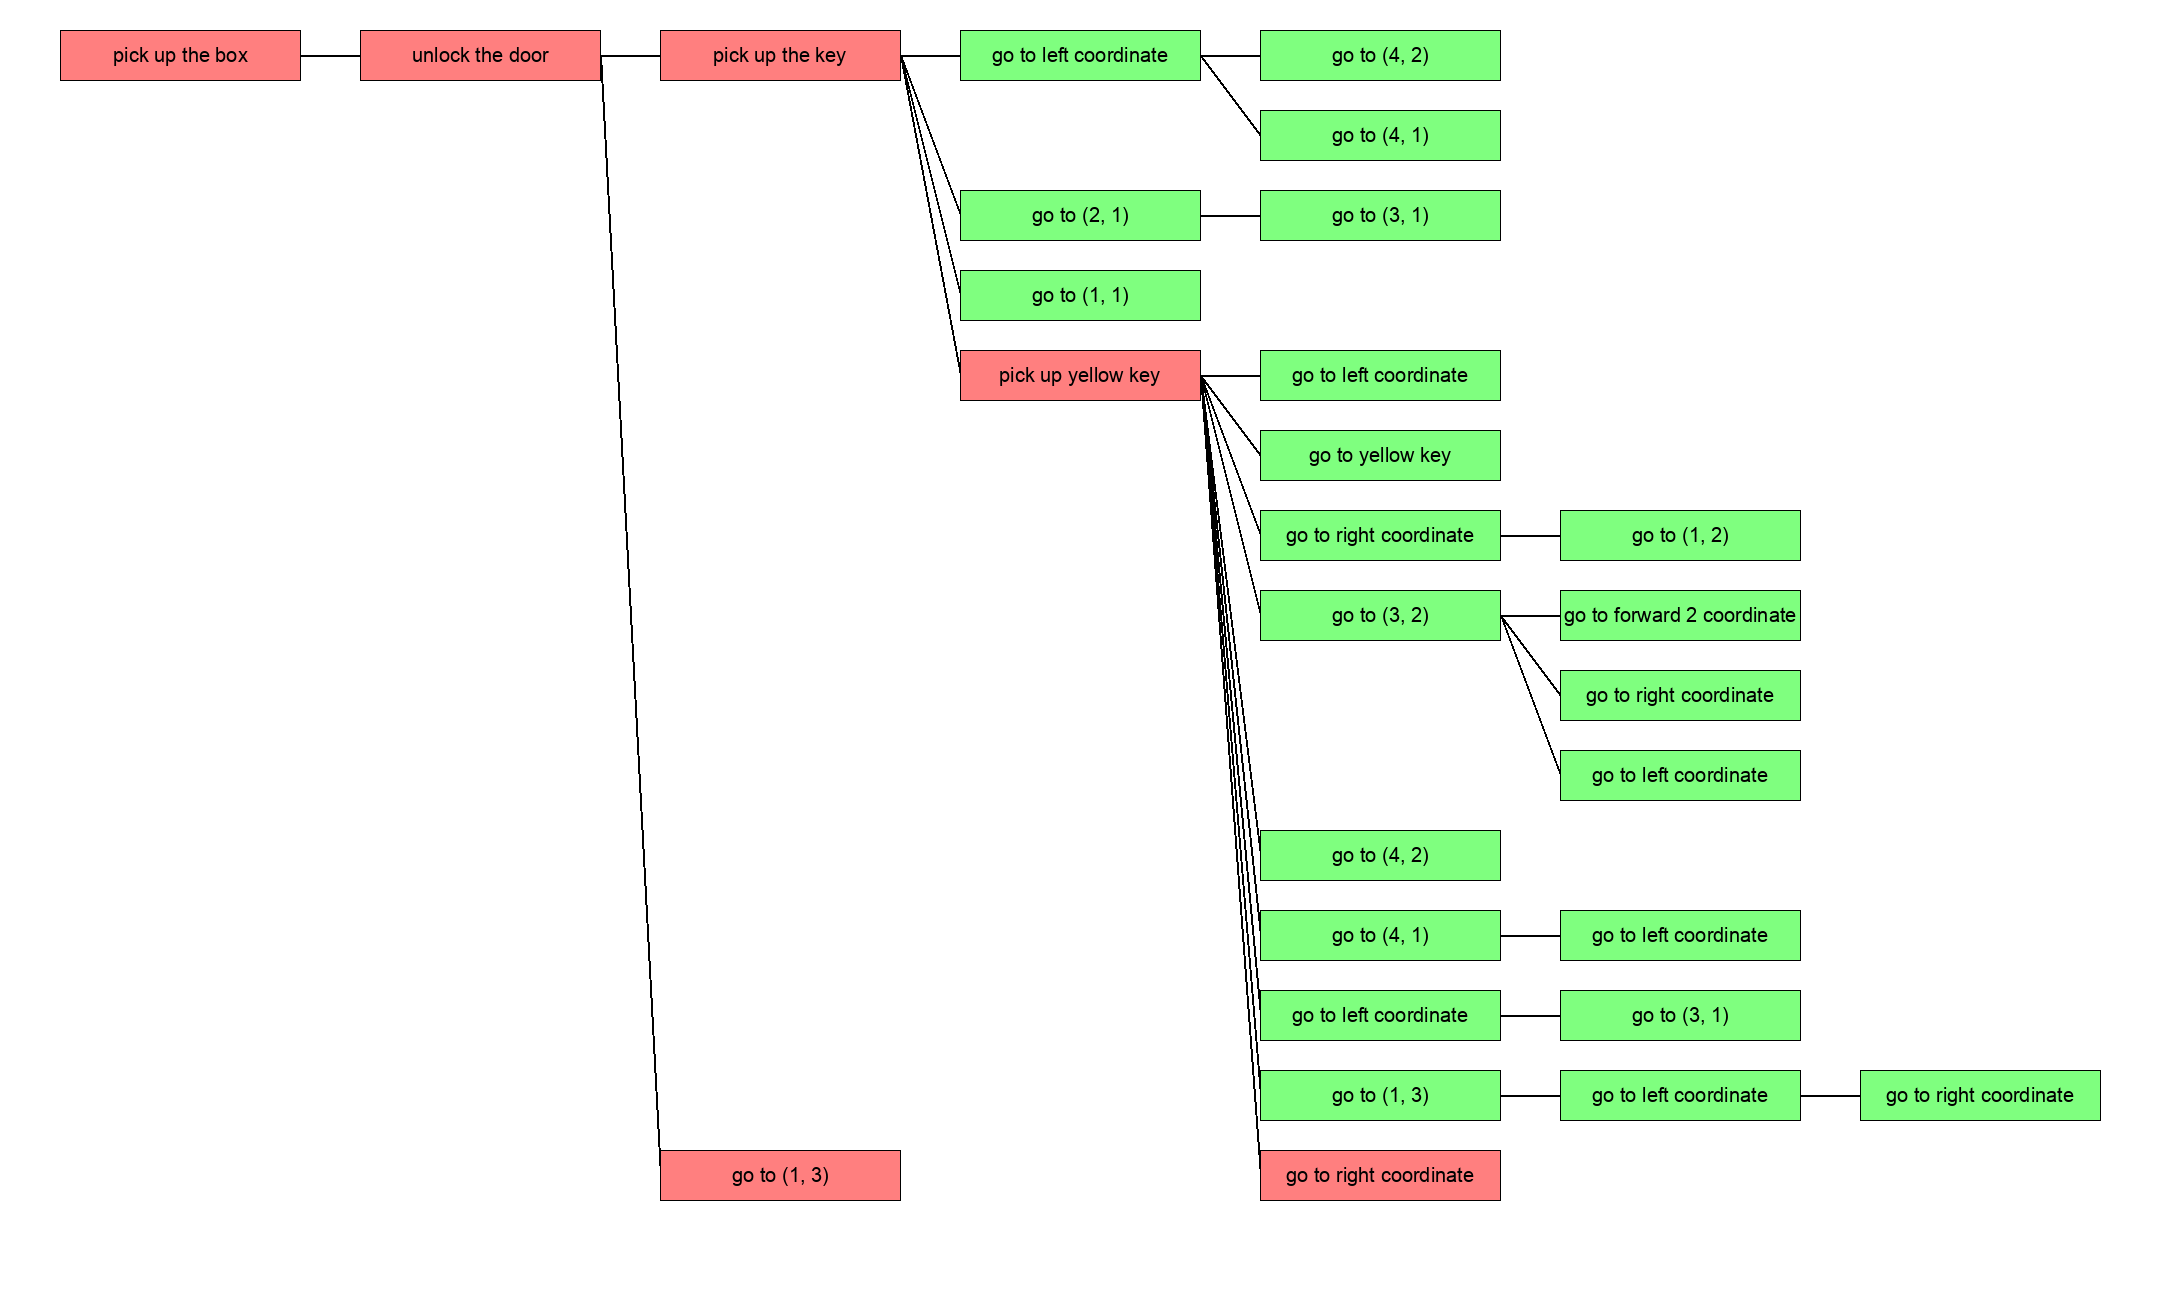 pick up the box
unlock the door
pick up the key
go to left coordinate
go to (4, 2)
go to (4, 1)
go to (2, 1)
go to (3, 1)
go to (1, 1)
pick up yellow key
go to left coordinate
go to yellow key
go to right coordinate
go to (1, 2)
go to (3, 2)
go to forward 2 coordinate
go to right coordinate
go to left coordinate
go to (4, 2)
go to (4, 1)
go to left coordinate
go to left coordinate
go to (3, 1)
go to (1, 3)
go to left coordinate
go to right coordinate
go to (1, 3)
go to right coordinate